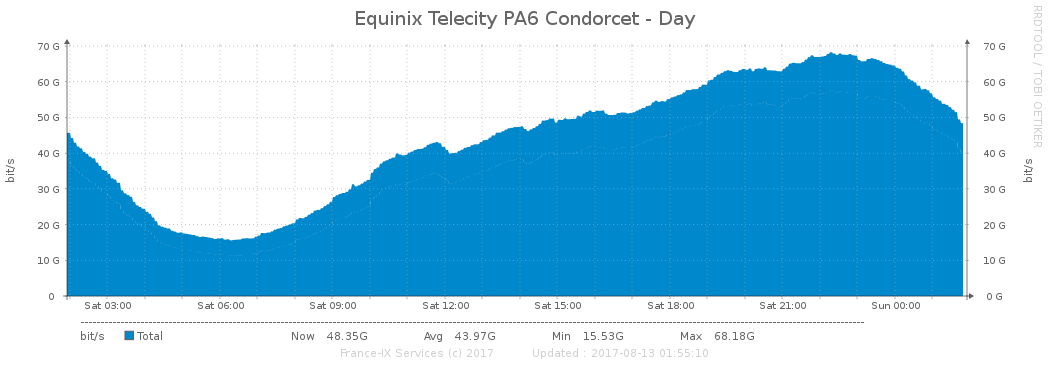 Equinix Telecity PA6 Condorcet - Day
RRDTOOL / TOBI OETIKER
bit/s
70 G
60 G
50 G
40 G
30 G
20 G
10 G
0
70 G
60 G
50 G
40 G
30 G
20 G
10 G
0 G
bit/s
Sat 03:00 Sat 06:00 Sat 09:00 Sat 12:00 Sat 15:00 Sat 18:00 Sat 21:00 Sun 00:00
bit/s Total Now 48.35G Avg 43.97G Min 15.53G Max 68.18G
France-IX Services (c) 2017 Updated : 2017-08-13 01:55:10